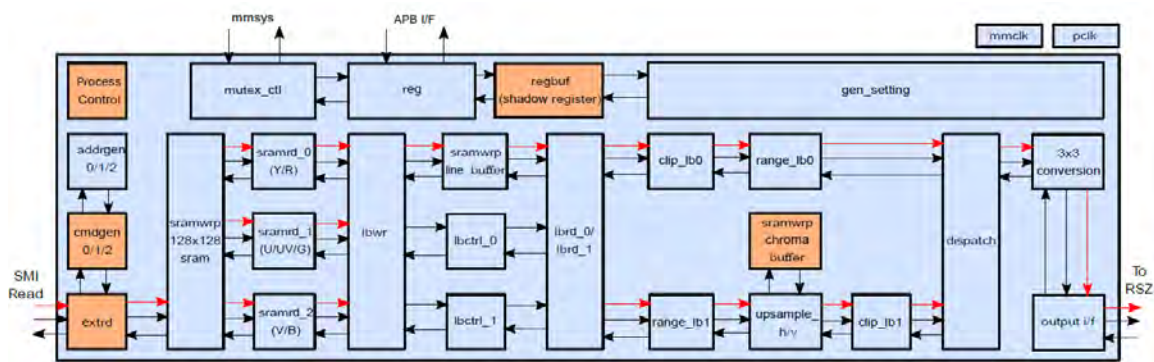 mmsys
APB I/F
mmclk
pclk
Process
Control
mutex_ctl
reg
regbuf
(shadow register)
gen_setting
addrgen
0/1/2
cmdgen
0/1/2
SMI
Read
extrd
sramwrp
128x128
sram
sramrd_0
(Y/R)
sramrd_1
(U/UV/G)
sramrd_2
(V/B)
lbwr
sramwrp
line_buffer
lbctrl_0
lbctrl_1
lbrd_0/
lbrd_1
clip_lb0
range_lb0
sramwrp
chroma
buffer
range_lb1
upsample_
h/v
clip_lb1
dispatch
3x3
conversion
output i/f
To
RSZ